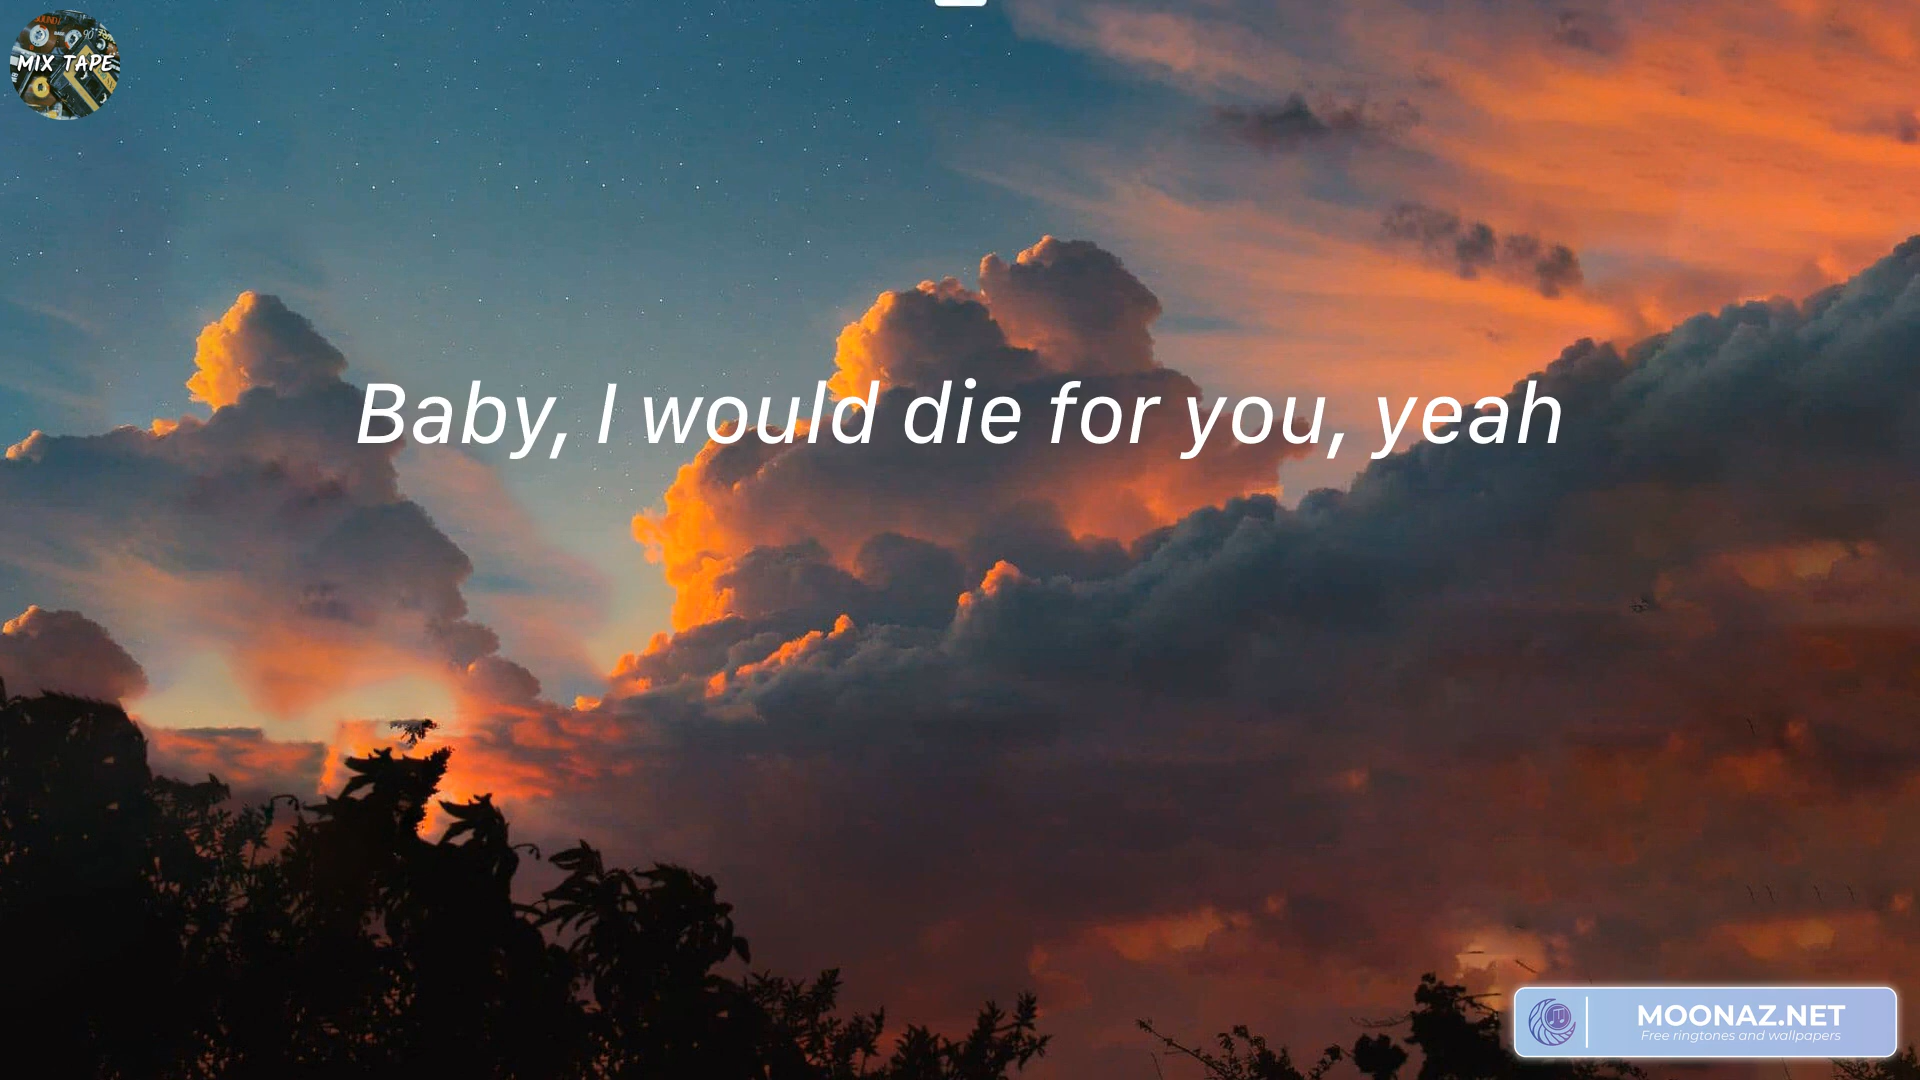 MIX TAPE
Baby, I would die for you, yeah
MOONAZ.NET
Free ringtones and wallpapers